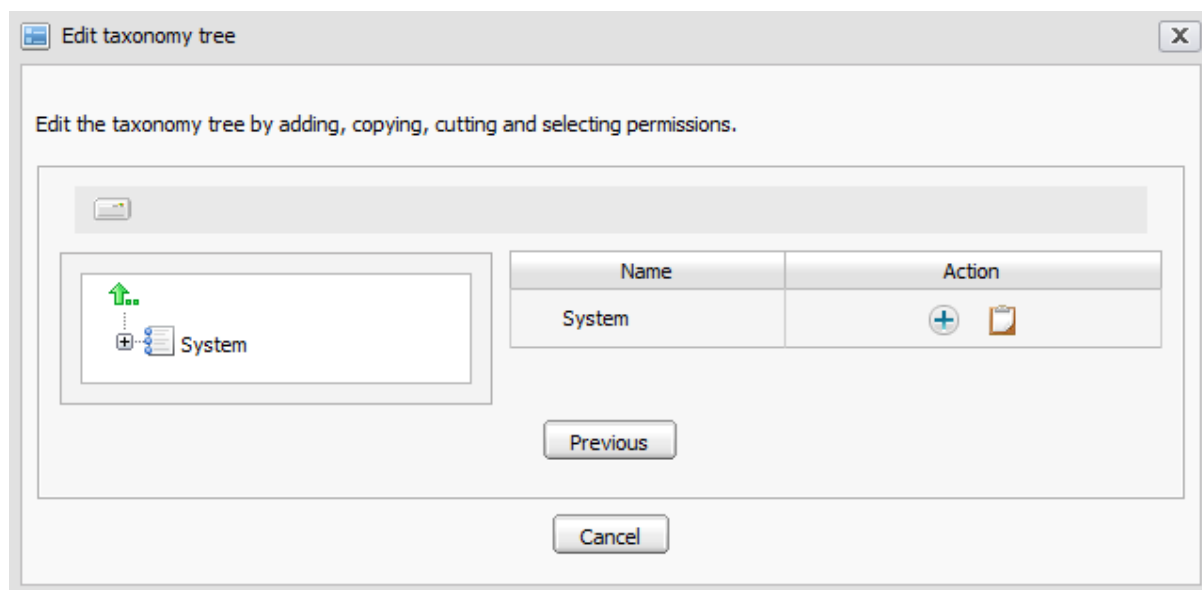 Edit taxonomy tree
Edit the taxonomy tree by adding, copying, cutting and selecting permissions.
Name Action
System
System
Previous
Cancel